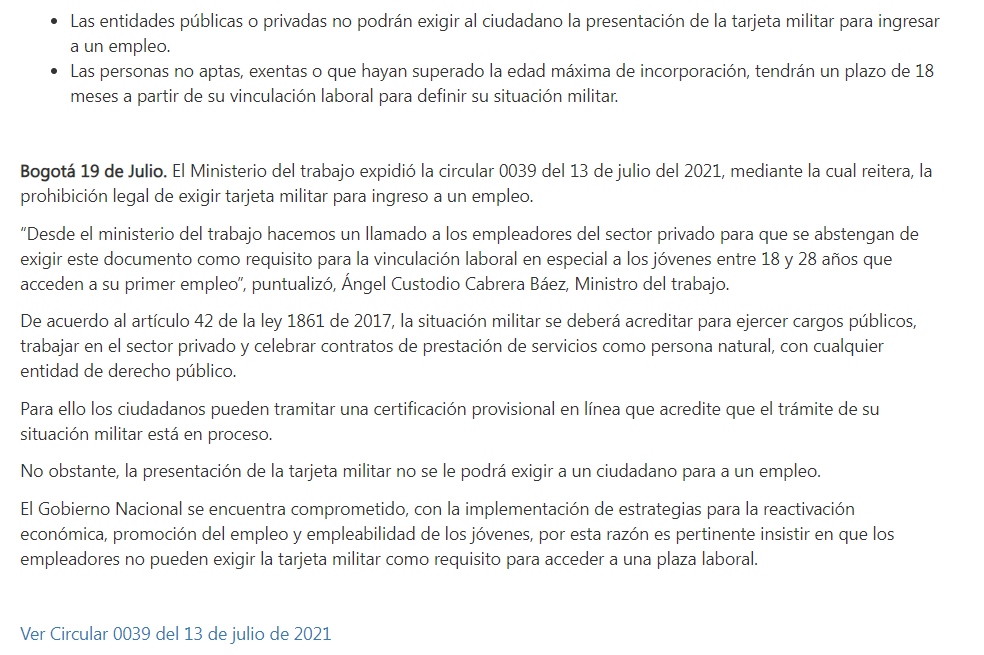 • Las entidades públicas o privadas no podrán exigir al ciudadano la presentación de la tarjeta militar para ingresar
a un empleo.
• Las personas no aptas, exentas o que hayan superado la edad máxima de incorporación, tendrán un plazo de 18
meses a partir de su vinculación laboral para definir su situación militar.
Bogotá 19 de Julio. El Ministerio del trabajo expidió la circular 0039 del 13 de julio del 2021, mediante la cual reitera, la
prohibición legal de exigir tarjeta militar para ingreso a un empleo.
“Desde el ministerio del trabajo hacemos un llamado a los empleadores del sector privado para que se abstengan de
exigir este documento como requisito para la vinculación laboral en especial a los jóvenes entre 18 y 28 años que
acceden a su primer empleo”, puntualizó, Ángel Custodio Cabrera Báez, Ministro del trabajo.
De acuerdo al artículo 42 de la ley 1861 de 2017, la situación militar se deberá acreditar para ejercer cargos públicos,
trabajar en el sector privado y celebrar contratos de prestación de servicios como persona natural, con cualquier
entidad de derecho público.
Para ello los ciudadanos pueden tramitar una certificación provisional en línea que acredite que el trámite de su
situación militar está en proceso.
No obstante, la presentación de la tarjeta militar no se le podrá exigir a un ciudadano para a un empleo.
El Gobierno Nacional se encuentra comprometido, con la implementación de estrategias para la reactivación
económica, promoción del empleo y empleabilidad de los jóvenes, por esta razón es pertinente insistir en que los
empleadores no pueden exigir la tarjeta militar como requisito para acceder a una plaza laboral.
Ver Circular 0039 del 13 de julio de 2021